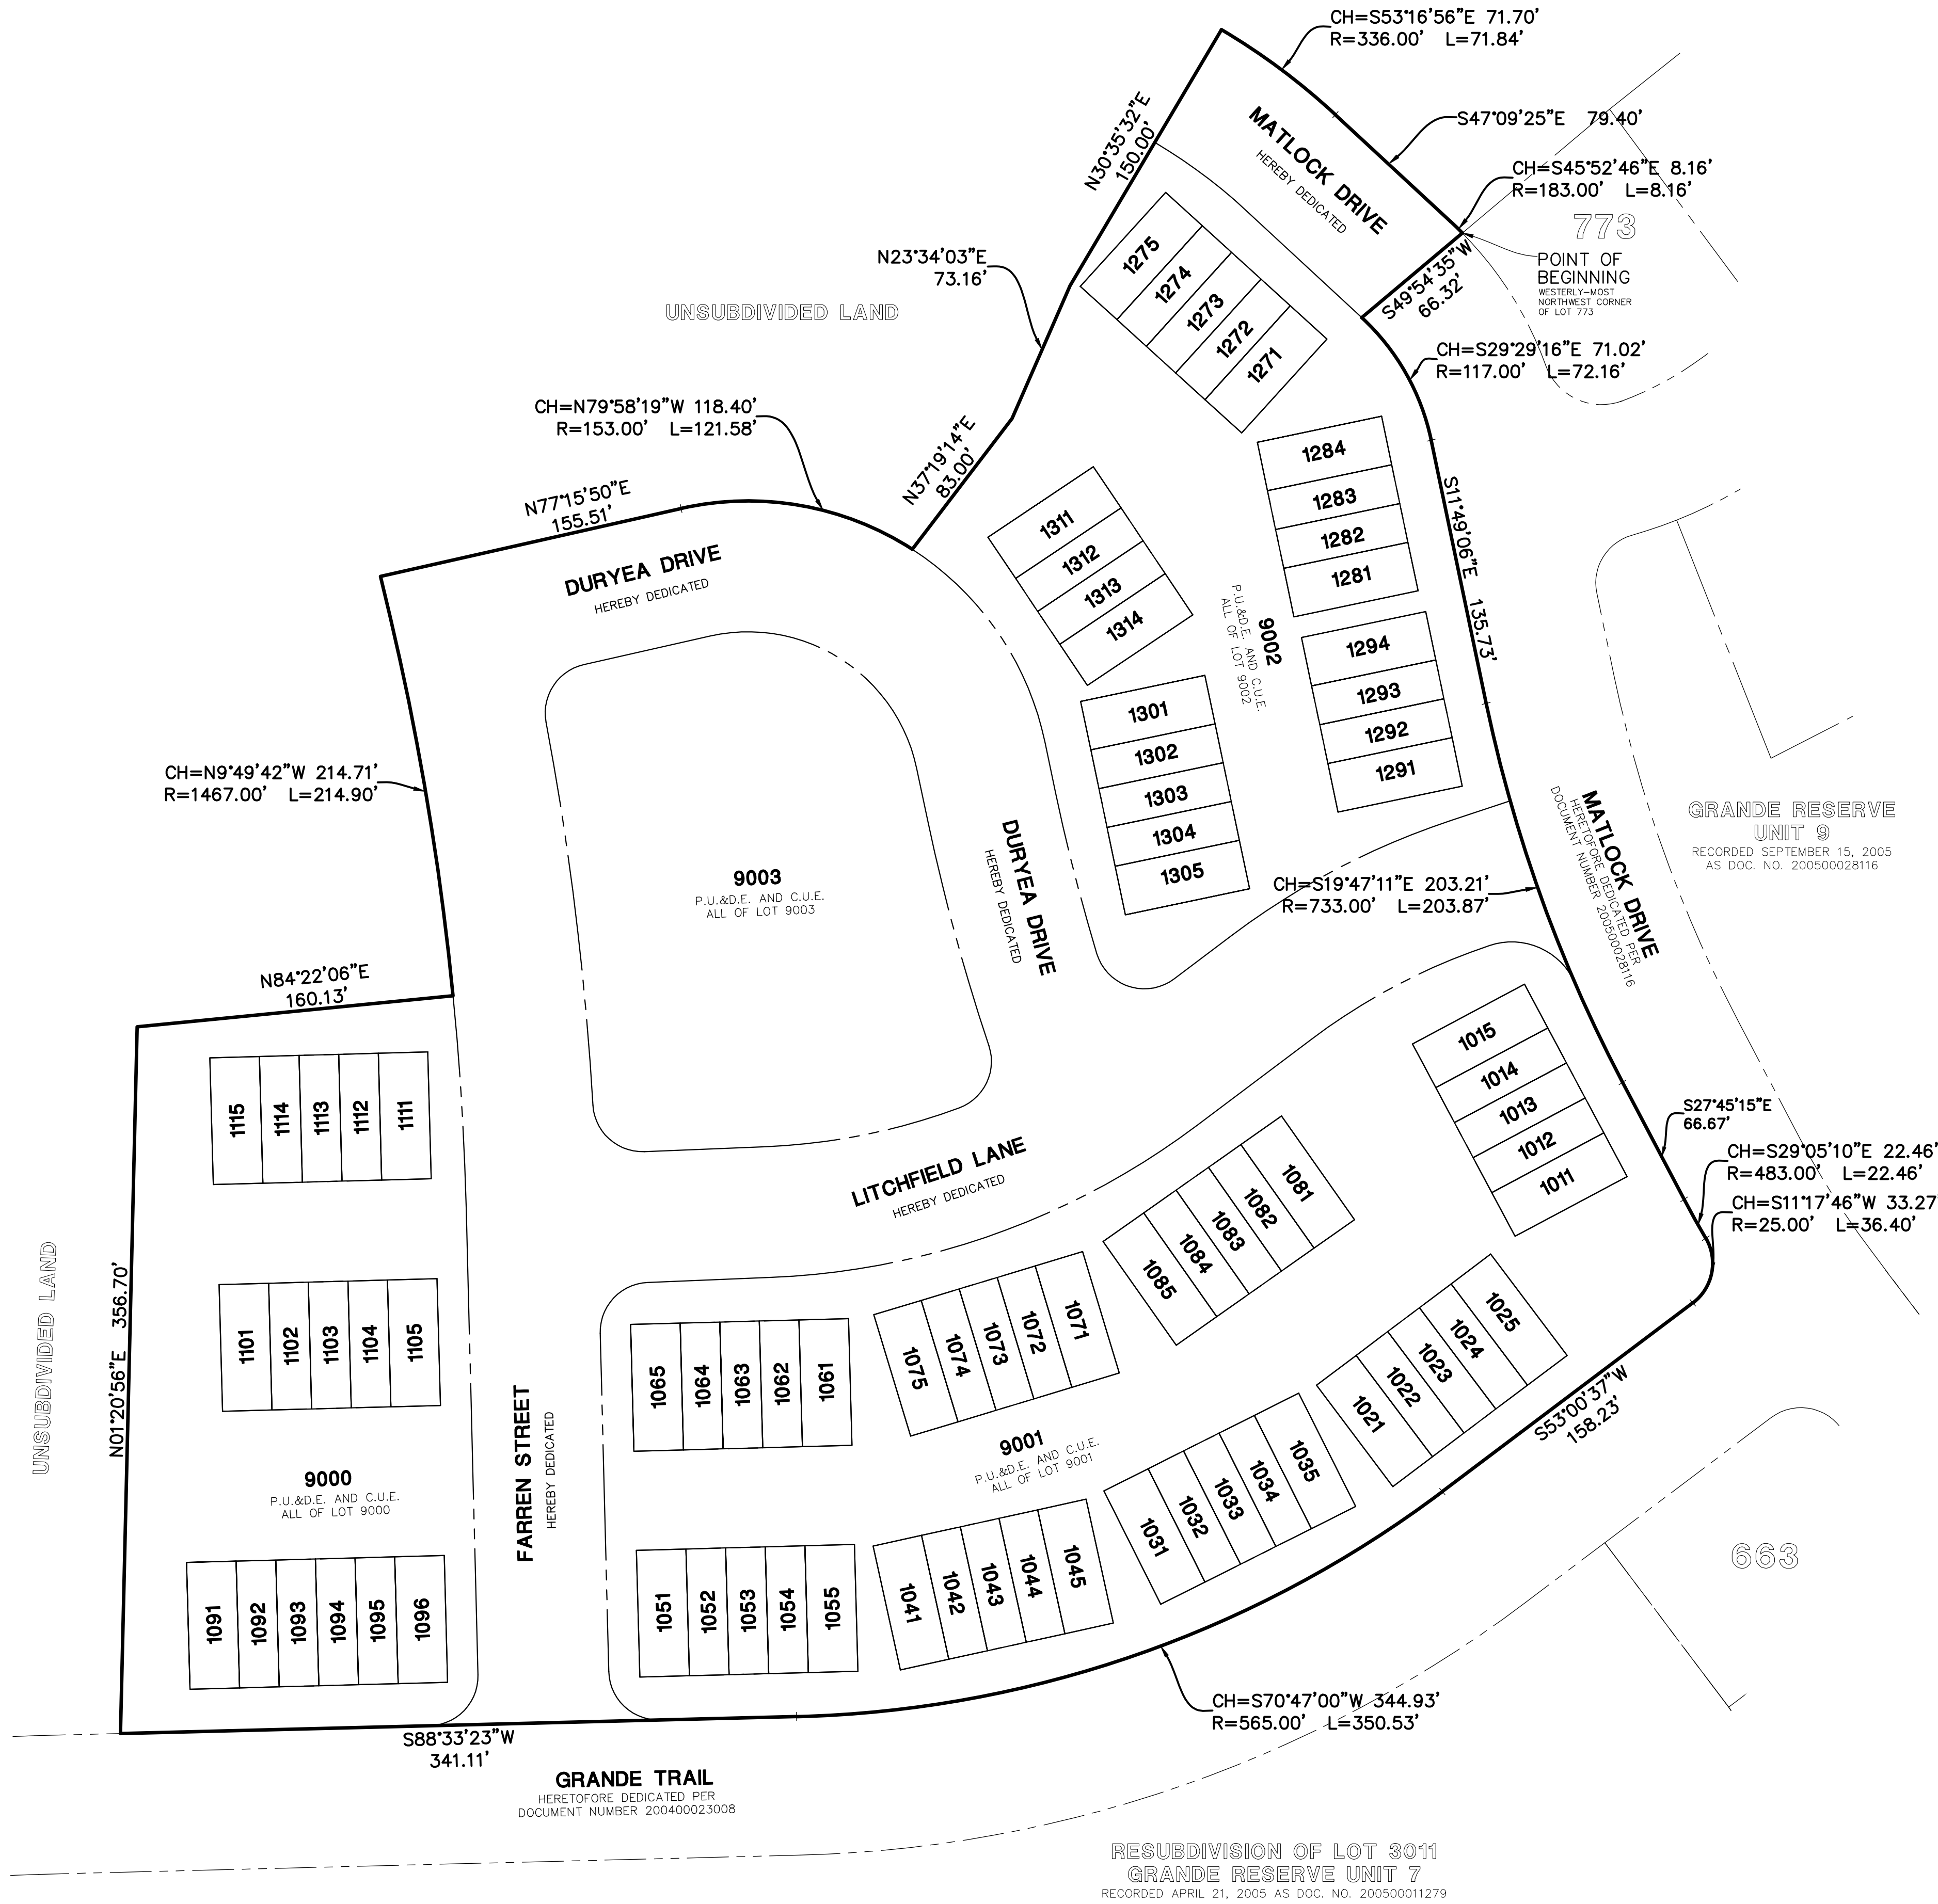 CH=S53°16'56"E 71.70'
R=336.00' L=71.84'
N30°35'32"E
150.00'
MATLOCK DRIVE
HEREBY DEDICATED
S47°09'25"E 79.40'
CH=S45°52'46"E 8.16'
R=183.00' L=8.16'
773
POINT OF
BEGINNING
WESTERLY-MOST
NORTHWEST CORNER
OF LOT 773
S49°54'35"W
66.32'
N23°34'03"E
73.16'
UNSUBDIVIDED LAND
1275
1274
1273
1272
1271
CH=S29°29'16"E 71.02'
R=117.00' L=72.16'
CH=N79°58'19"W 118.40'
R=153.00' L=121.58'
N37°19'14"E
83.00'
1284
1283
1282
1281
N77°15'50"E
155.51'
DURYEA DRIVE
HEREBY DEDICATED
1311
1312
1313
1314
S11°49'06"E 135.73'
9002
P.U.&D.E. AND C.U.E.
ALL OF LOT 9002
1294
1293
1292
1291
1301
1302
1303
1304
1305
CH=N9°49'42"W 214.71'
R=1467.00' L=214.90'
9003
P.U.&D.E. AND C.U.E.
ALL OF LOT 9003
DURYEA DRIVE
HEREBY DEDICATED
CH=S19°47'11"E 203.21'
R=733.00' L=203.87'
MATLOCK DRIVE
HERETOFORE DEDICATED PER
DOCUMENT NUMBER 200500028116
GRANDE RESERVE
UNIT 9
RECORDED SEPTEMBER 15, 2005
AS DOC. NO. 200500028116
N84°22'06"E
160.13'
1115
1114
1113
1112
1111
1015
1014
1013
1012
1011
S27°45'15"E
66.67'
CH=S29°05'10"E 22.46'
R=483.00' L=22.46'
CH=S11°17'46"W 33.27
R=25.00' L=36.40'
LITCHFIELD LANE
HEREBY DEDICATED
1085
1084
1083
1082
1081
UNSUBDIVIDED LAND
N01°20'56"E 356.70'
1101
1102
1103
1104
1105
1065
1064
1063
1062
1061
1075
1074
1073
1072
1071
1021
1022
1023
1024
1025
S53°00'37"W
158.23'
9000
P.U.&D.E. AND C.U.E.
ALL OF LOT 9000
FARREN STREET
HEREBY DEDICATED
9001
P.U.&D.E. AND C.U.E.
ALL OF LOT 9001
1031
1032
1033
1034
1035
1091
1092
1093
1094
1095
1096
1051
1052
1053
1054
1055
1041
1042
1043
1044
1045
663
CH=S70°47'00"W 344.93'
R=565.00' L=350.53'
S88°33'23"W
341.11'
GRANDE TRAIL
HERETOFORE DEDICATED PER
DOCUMENT NUMBER 200400023008
RESUBDIVISION OF LOT 3011
GRANDE RESERVE UNIT 7
RECORDED APRIL 21, 2005 AS DOC. NO. 200500011279